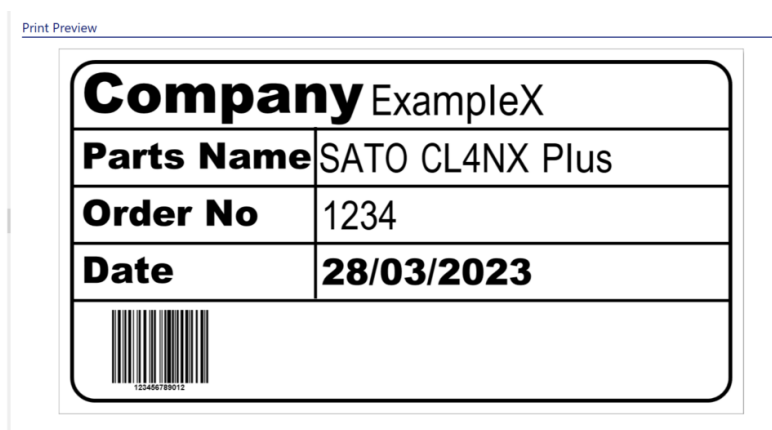 Print Preview
Company ExampleX
Parts Name SATO CL4NX Plus
Order No 1234
Date 28/03/2023
123456789012